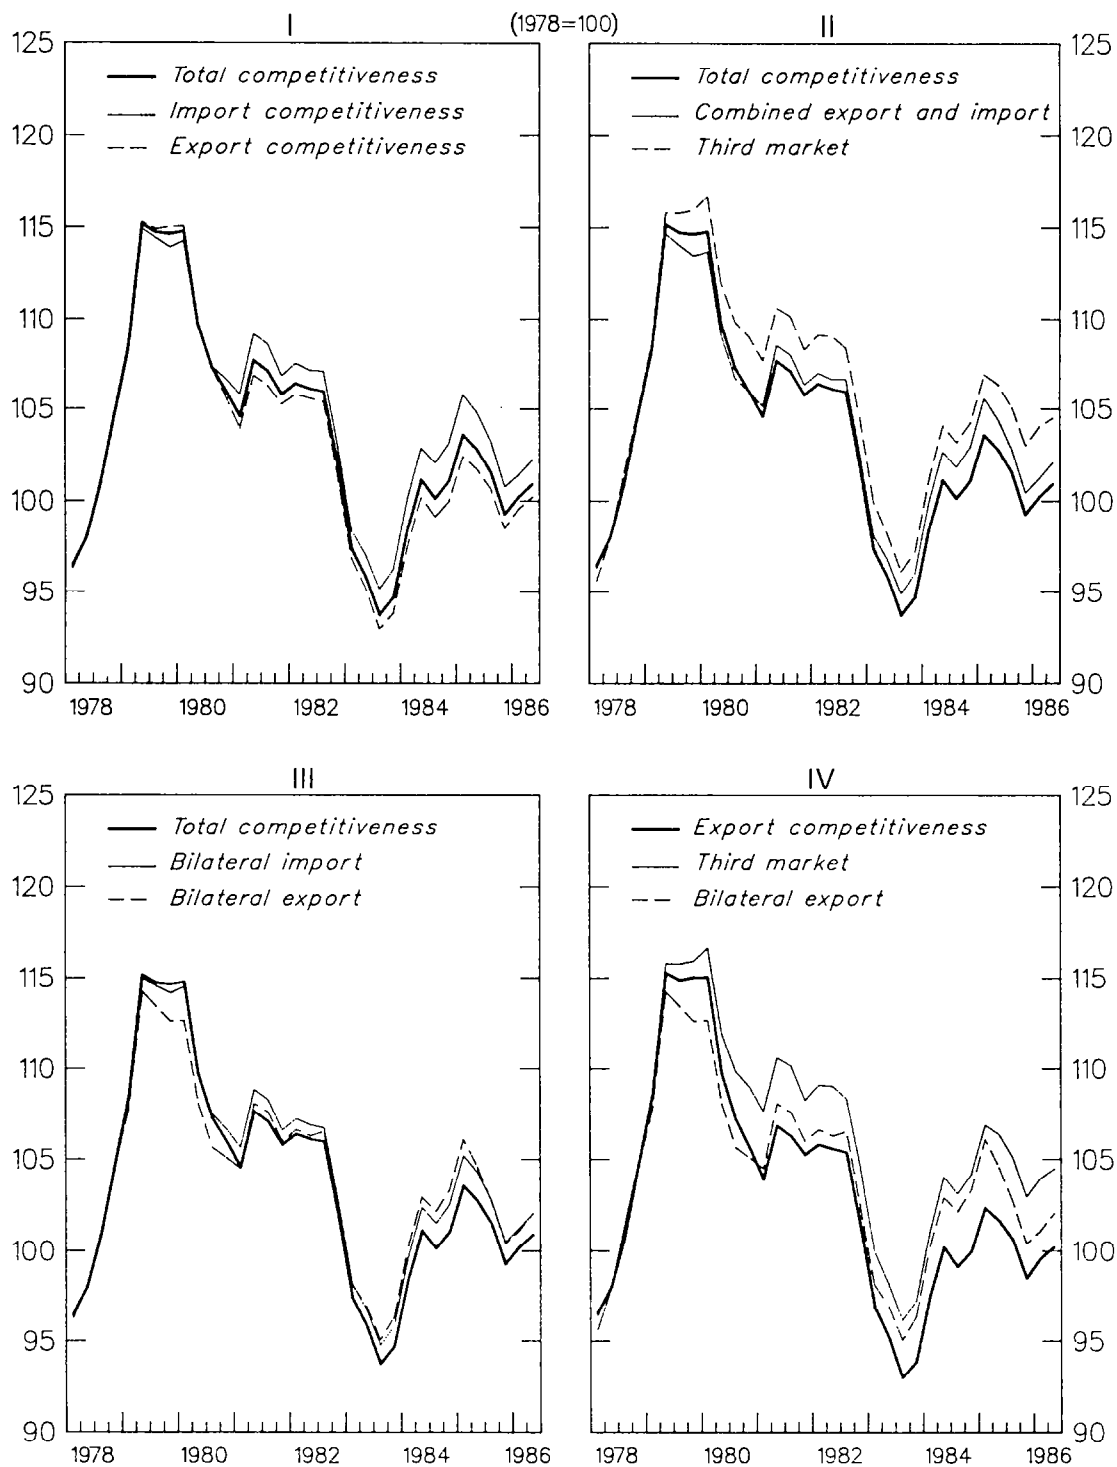 I (1978=100) II
125 125
Total competitiveness Total competitiveness
Import competitiveness Combined export and import
120 120
Export competitiveness Third market
115 115
110 110
105 105
100 100
95 95
90 90
1978 1980 1982 1984 1986 1978 1980 1982 1984 1986
III IV
125 125
Total competitiveness Export competitiveness
Bilateral import Third market
120 120
Bilateral export Bilateral export
115 115
110 110
105 105
100 100
95 95
90 90
1978 1980 1982 1984 1986 1978 1980 1982 1984 1986